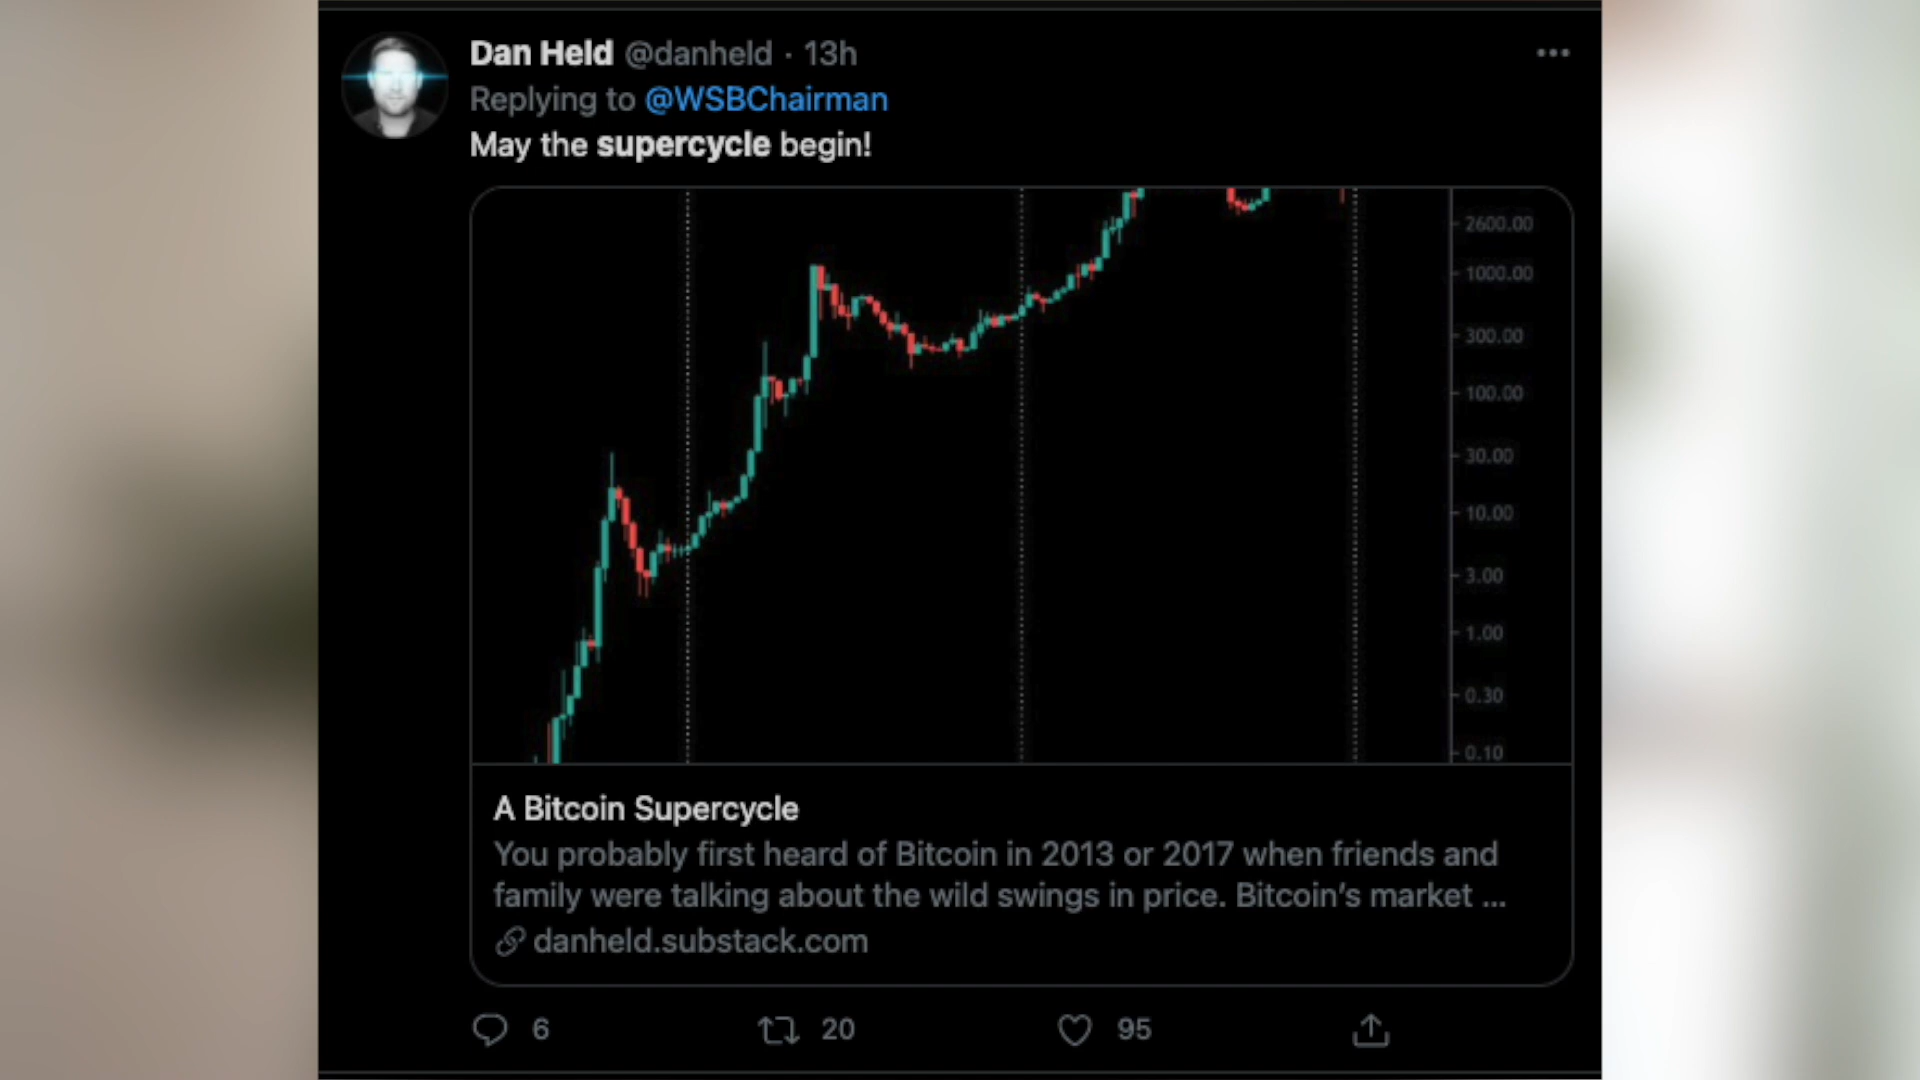 Dan Held @danheld · 13h
Replying to @WSBChairman
May the supercycle begin!
2600.00
1000.00
300.00
100.00
30.00
10.00
3.00
1.00
0.30
0.10
A Bitcoin Supercycle
You probably first heard of Bitcoin in 2013 or 2017 when friends and
family were talking about the wild swings in price. Bitcoin's market ...
danheld.substack.com
6 20 95